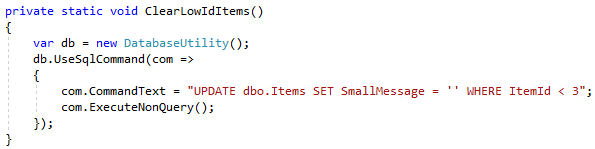 private static void ClearLowIdItems()
{
    var db = new DatabaseUtility();
    db.UseSqlCommand(com =>
    {
        com.CommandText = "UPDATE dbo.Items SET SmallMessage = '' WHERE ItemId < 3";
        com.ExecuteNonQuery();
    });
}